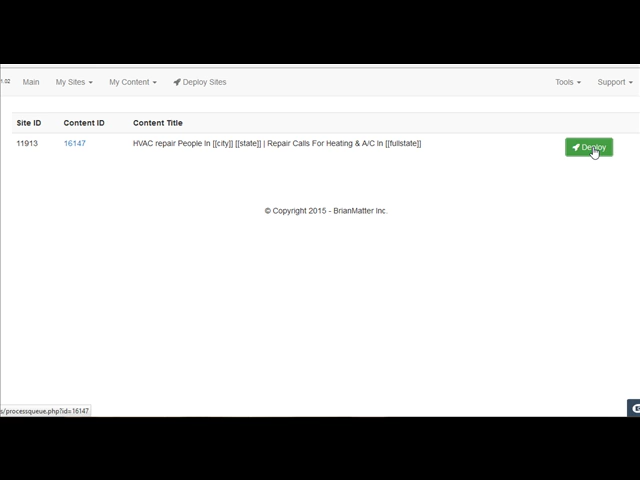 1.02 Main My Sites My Content Deploy Sites Tools Support
Site ID Content ID Content Title
11913 16147 HVAC repair People In [[city]] [[state]] | Repair Calls For Heating & A/C In [[fullstate]] Deploy
© Copyright 2015 - BrianMatter Inc.
s/processqueue.php?id=16147